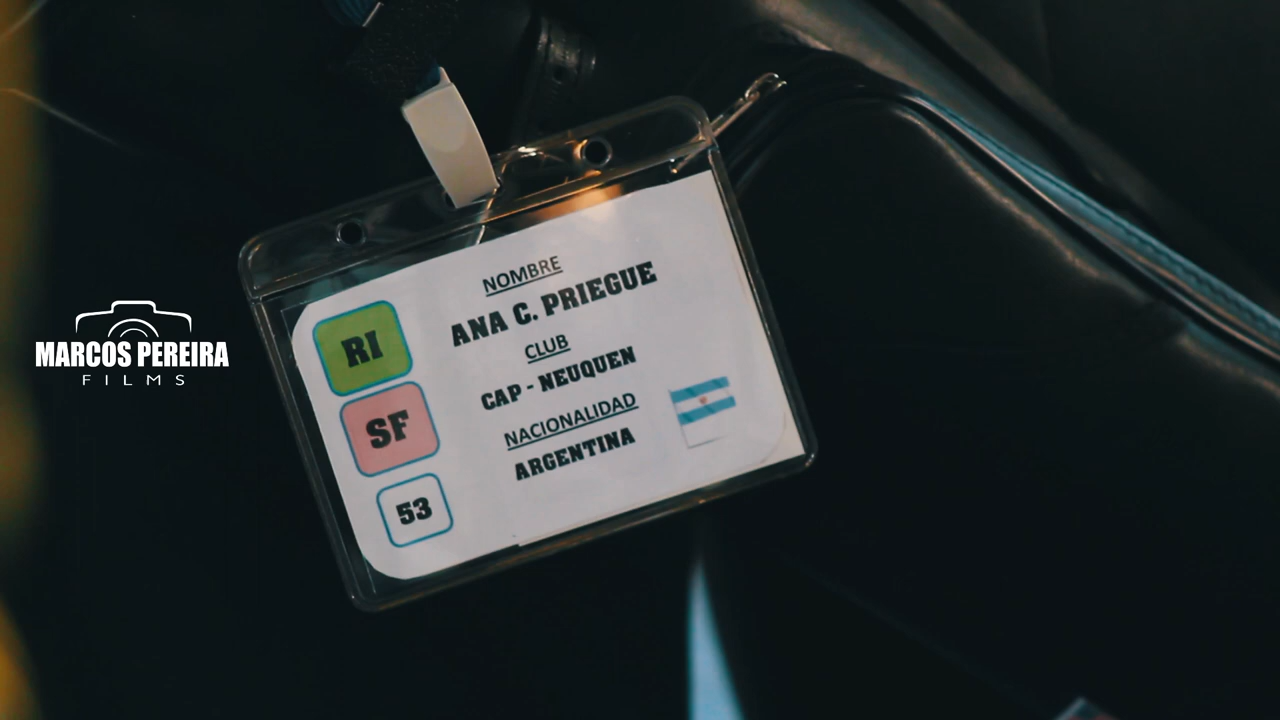 MARCOS PEREIRA
FILMS
RI
SF
53
NOMBRE
ANA C. PRIEGUE
CLUB
CAP - NEUQUEN
NACIONALIDAD
ARGENTINA